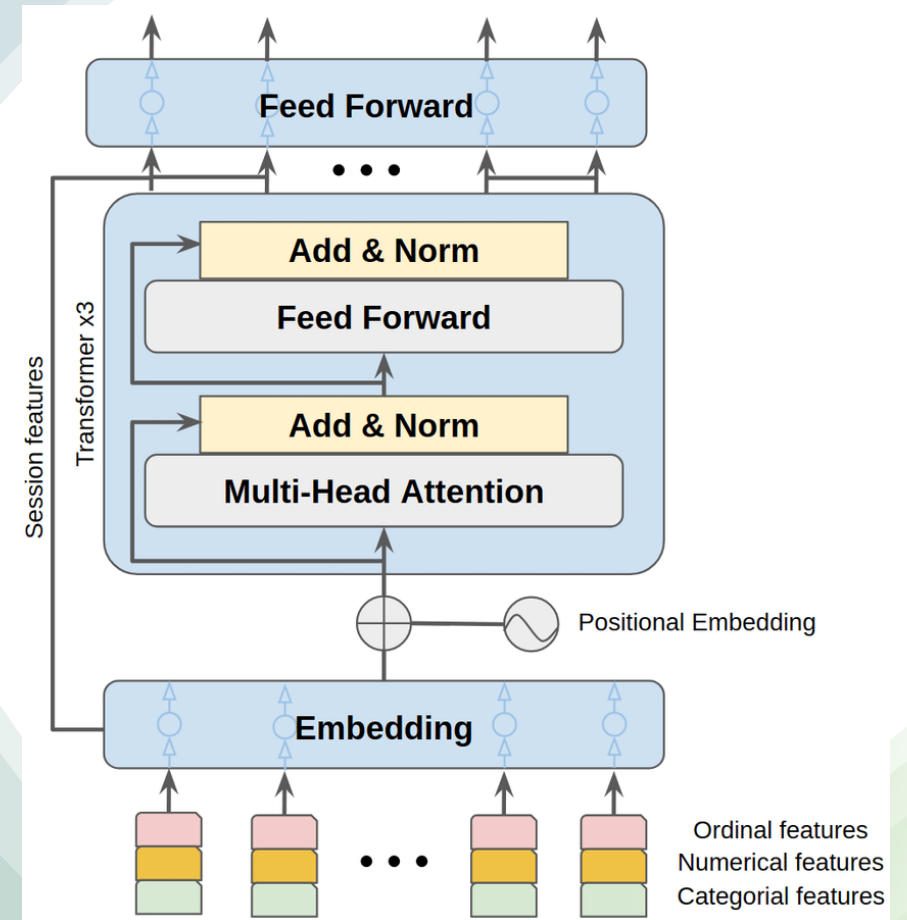 Feed Forward
Add & Norm
Feed Forward
Transformer x3
Session features
Add & Norm
Multi-Head Attention
Positional Embedding
Embedding
Ordinal features
Numerical features
Categorial features